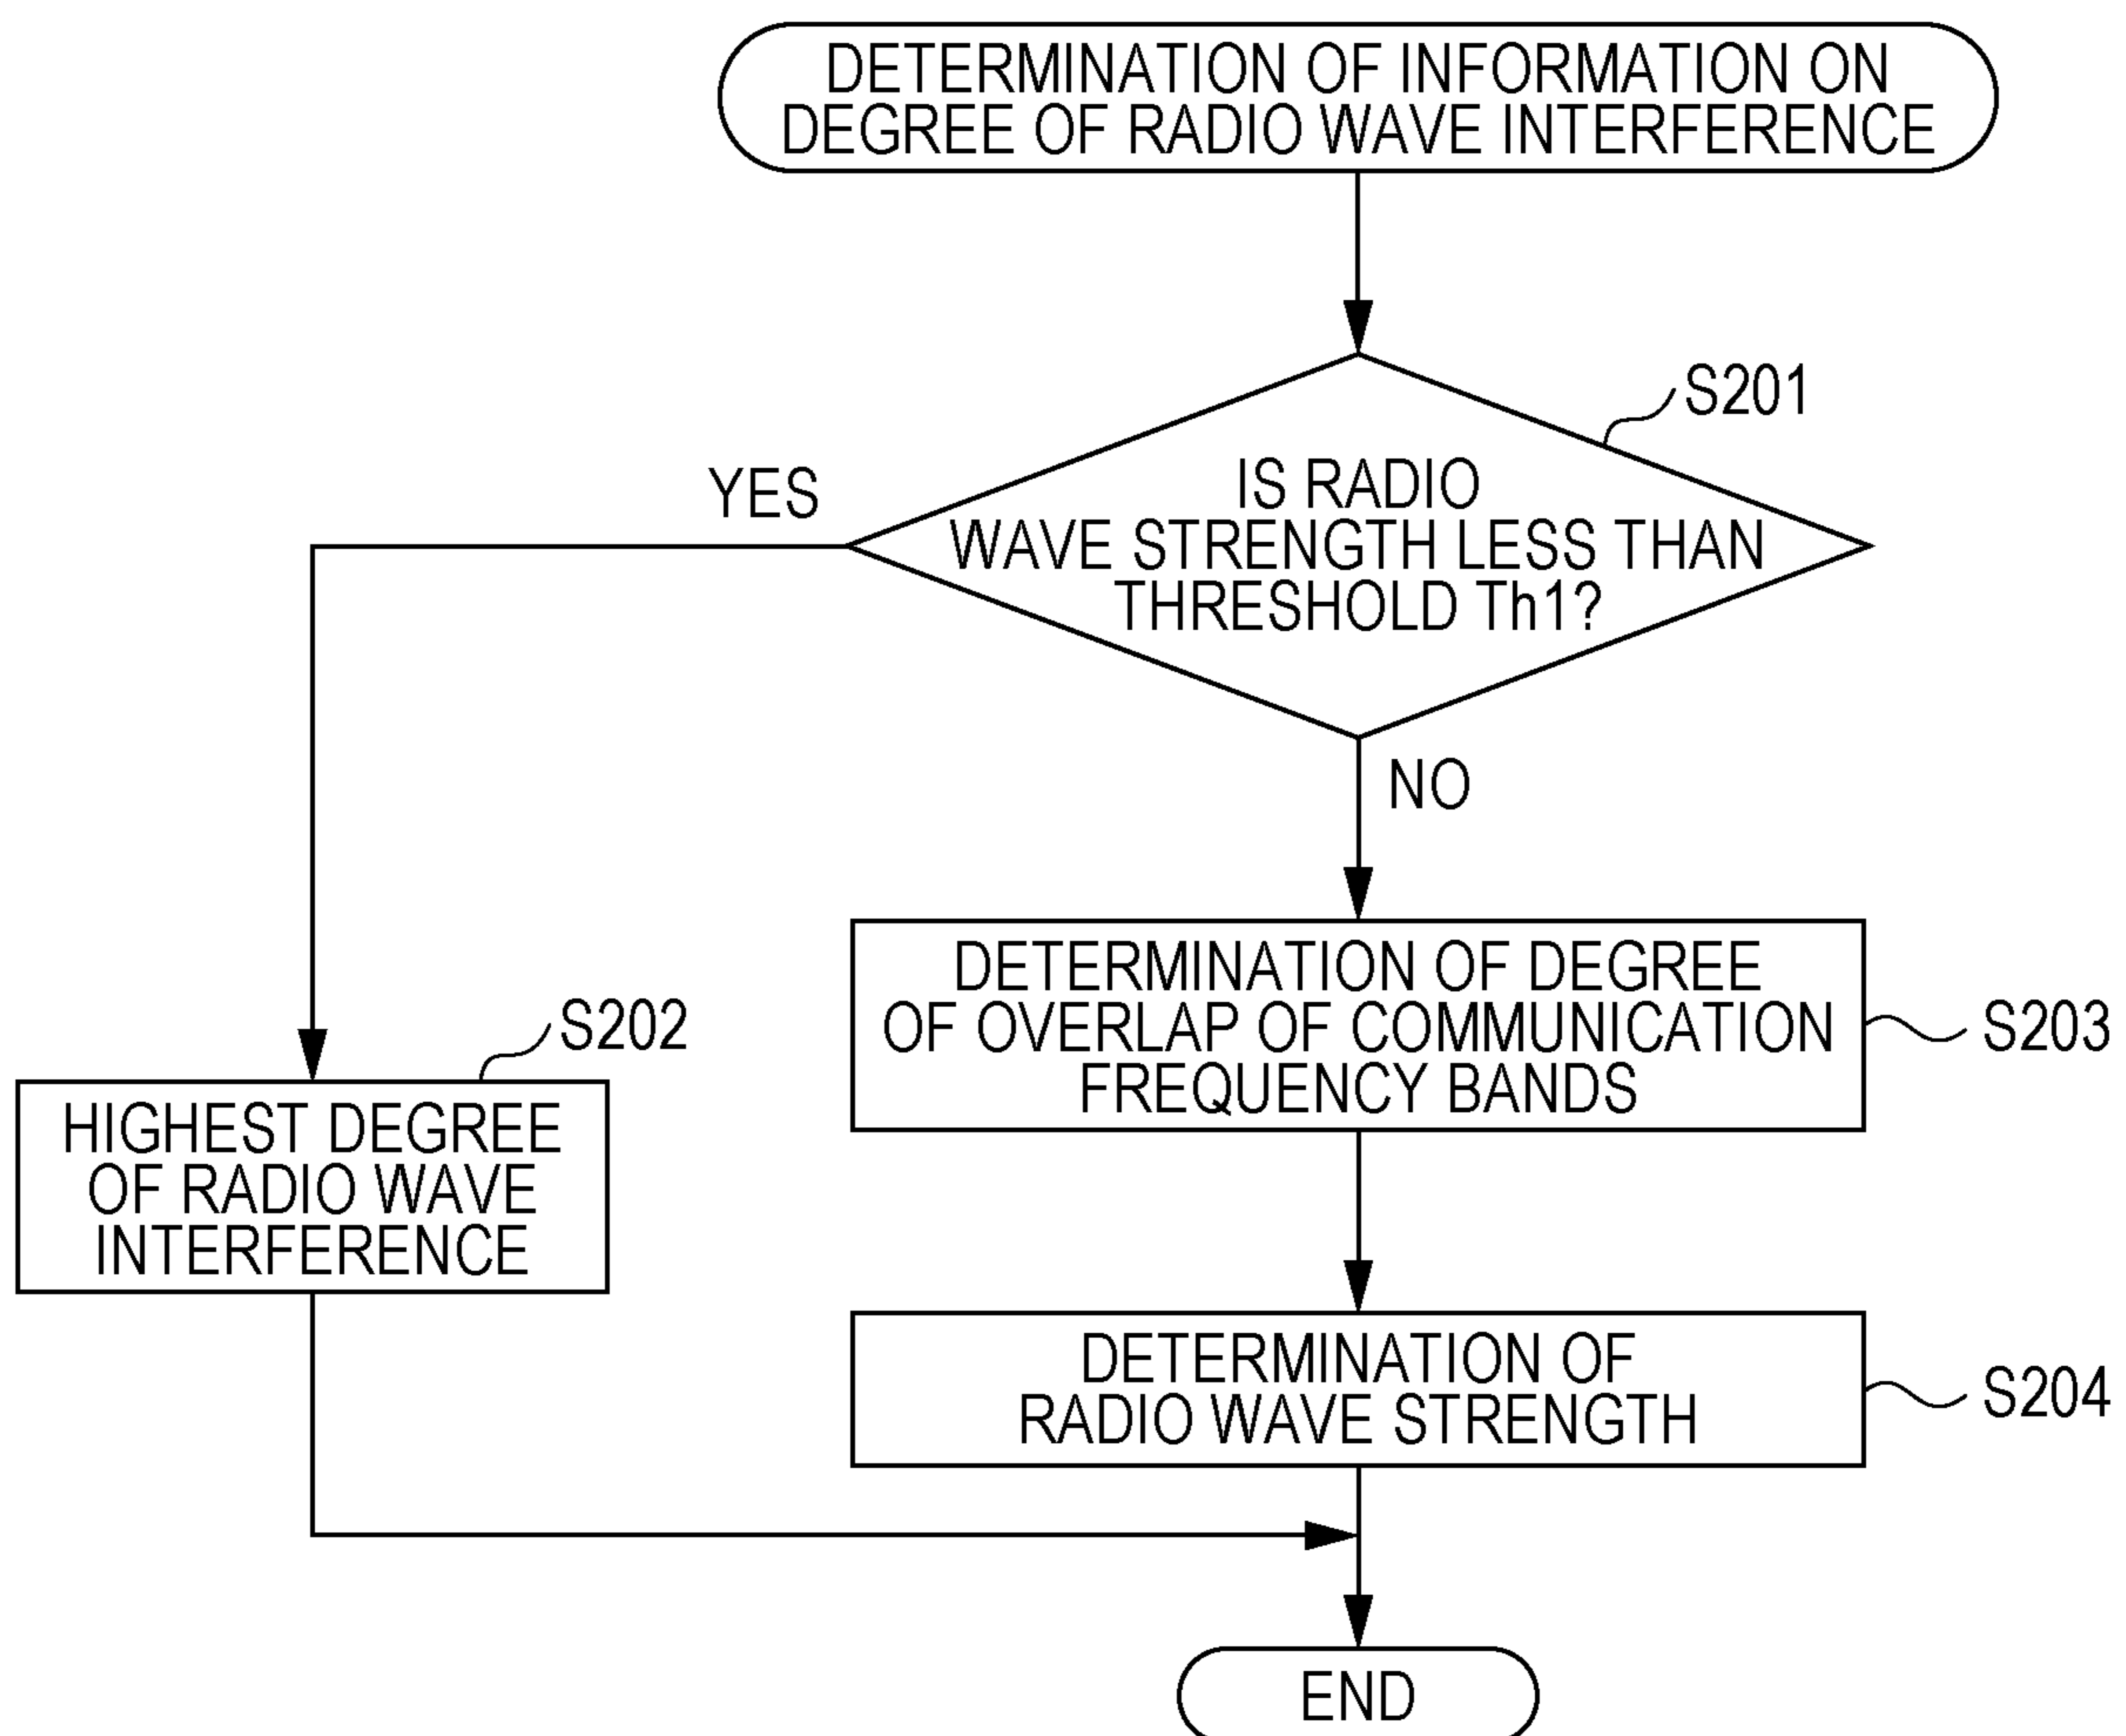 DETERMINATION OF INFORMATION ON
DEGREE OF RADIO WAVE INTERFERENCE
S201
IS RADIO
WAVE STRENGTH LESS THAN
THRESHOLD Th1?
YES
NO
S202
HIGHEST DEGREE
OF RADIO WAVE
INTERFERENCE
DETERMINATION OF DEGREE
OF OVERLAP OF COMMUNICATION
FREQUENCY BANDS
S203
DETERMINATION OF
RADIO WAVE STRENGTH
S204
END